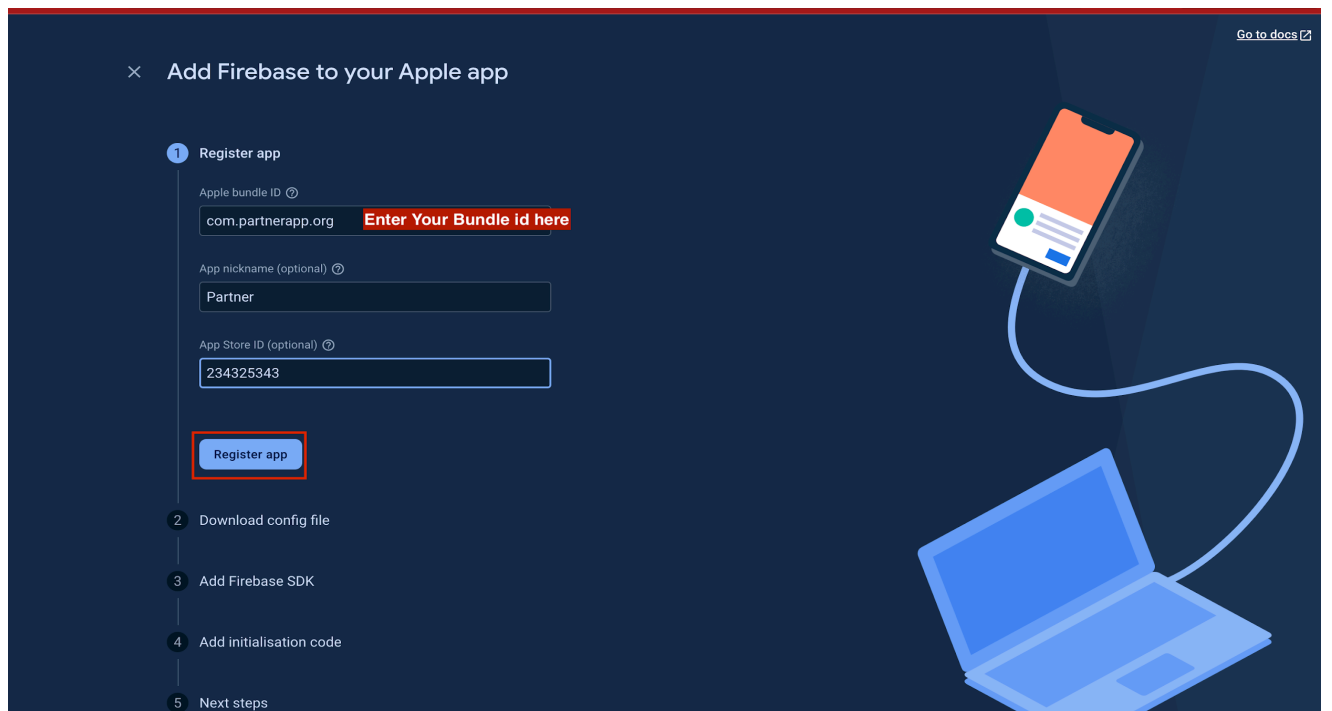 Go to docs
Add Firebase to your Apple app
1 Register app
Apple bundle ID
com.partnerapp.org Enter Your Bundle id here
App nickname (optional)
Partner
App Store ID (optional)
234325343
Register app
2 Download config file
3 Add Firebase SDK
4 Add initialisation code
5 Next steps